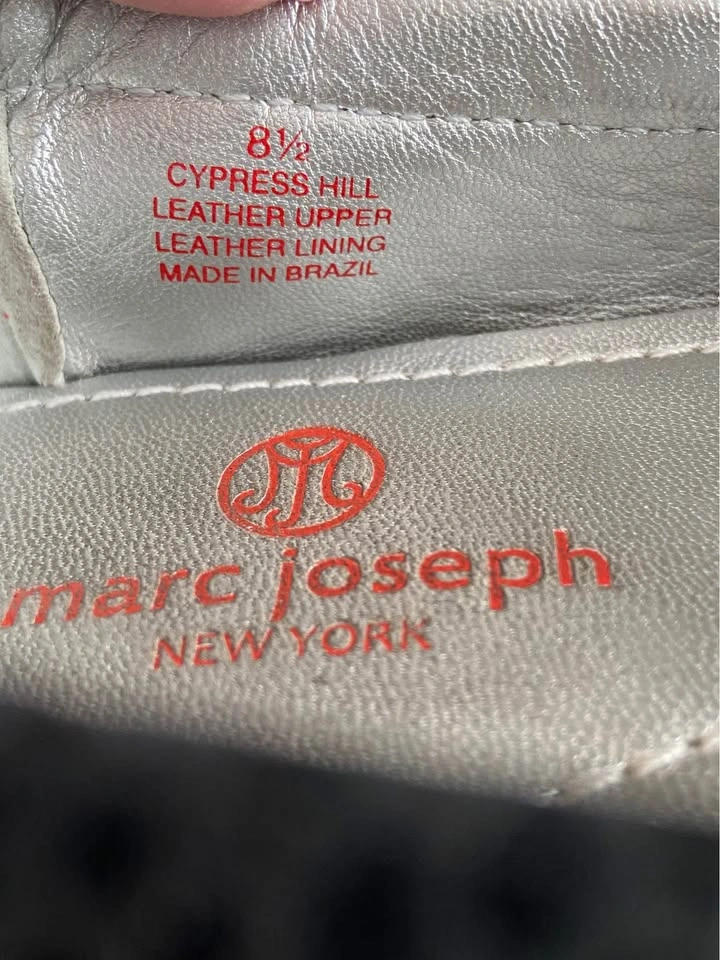 8½
CYPRESS HILL
LEATHER UPPER
LEATHER LINING
MADE IN BRAZIL
marc joseph
NEW YORK